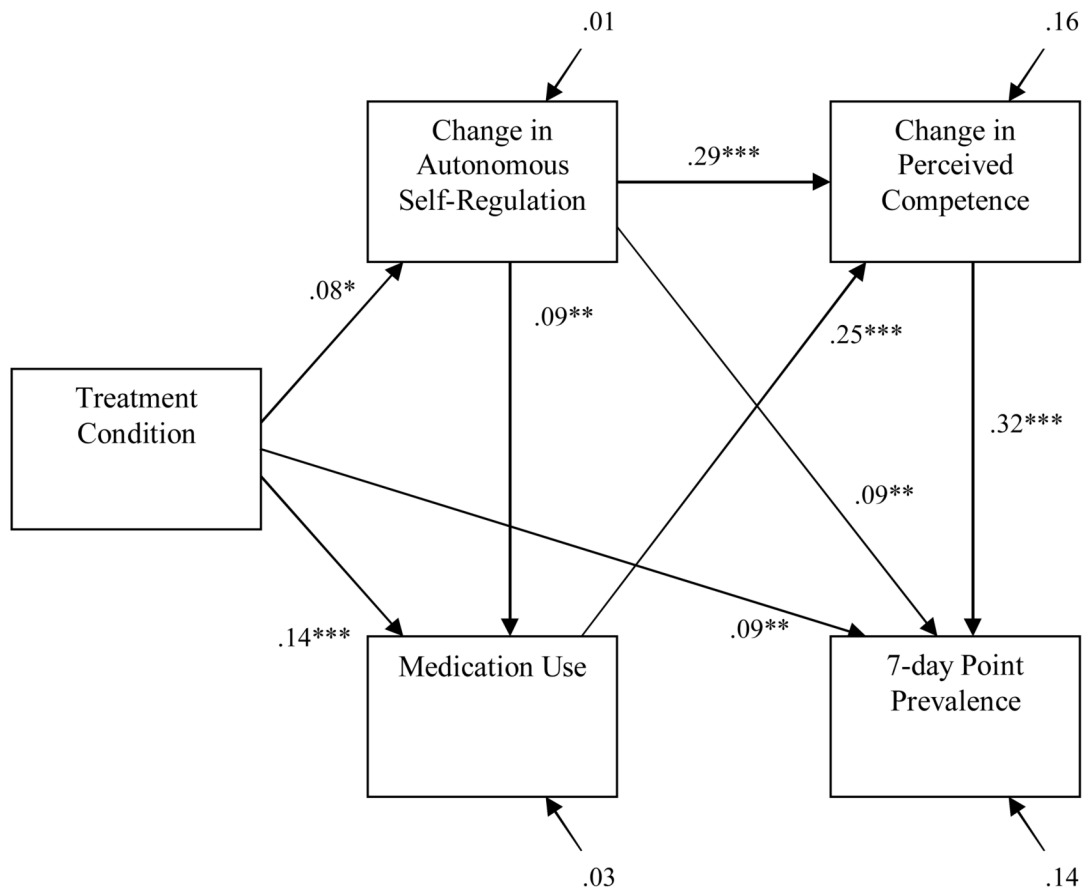 .01
.16
Change in
Autonomous
Self-Regulation
.29***
Change in
Perceived
Competence
.08*
.09**
.25***
Treatment
Condition
.32***
.09**
.14***
.09**
Medication Use
7-day Point
Prevalence
.03
.14